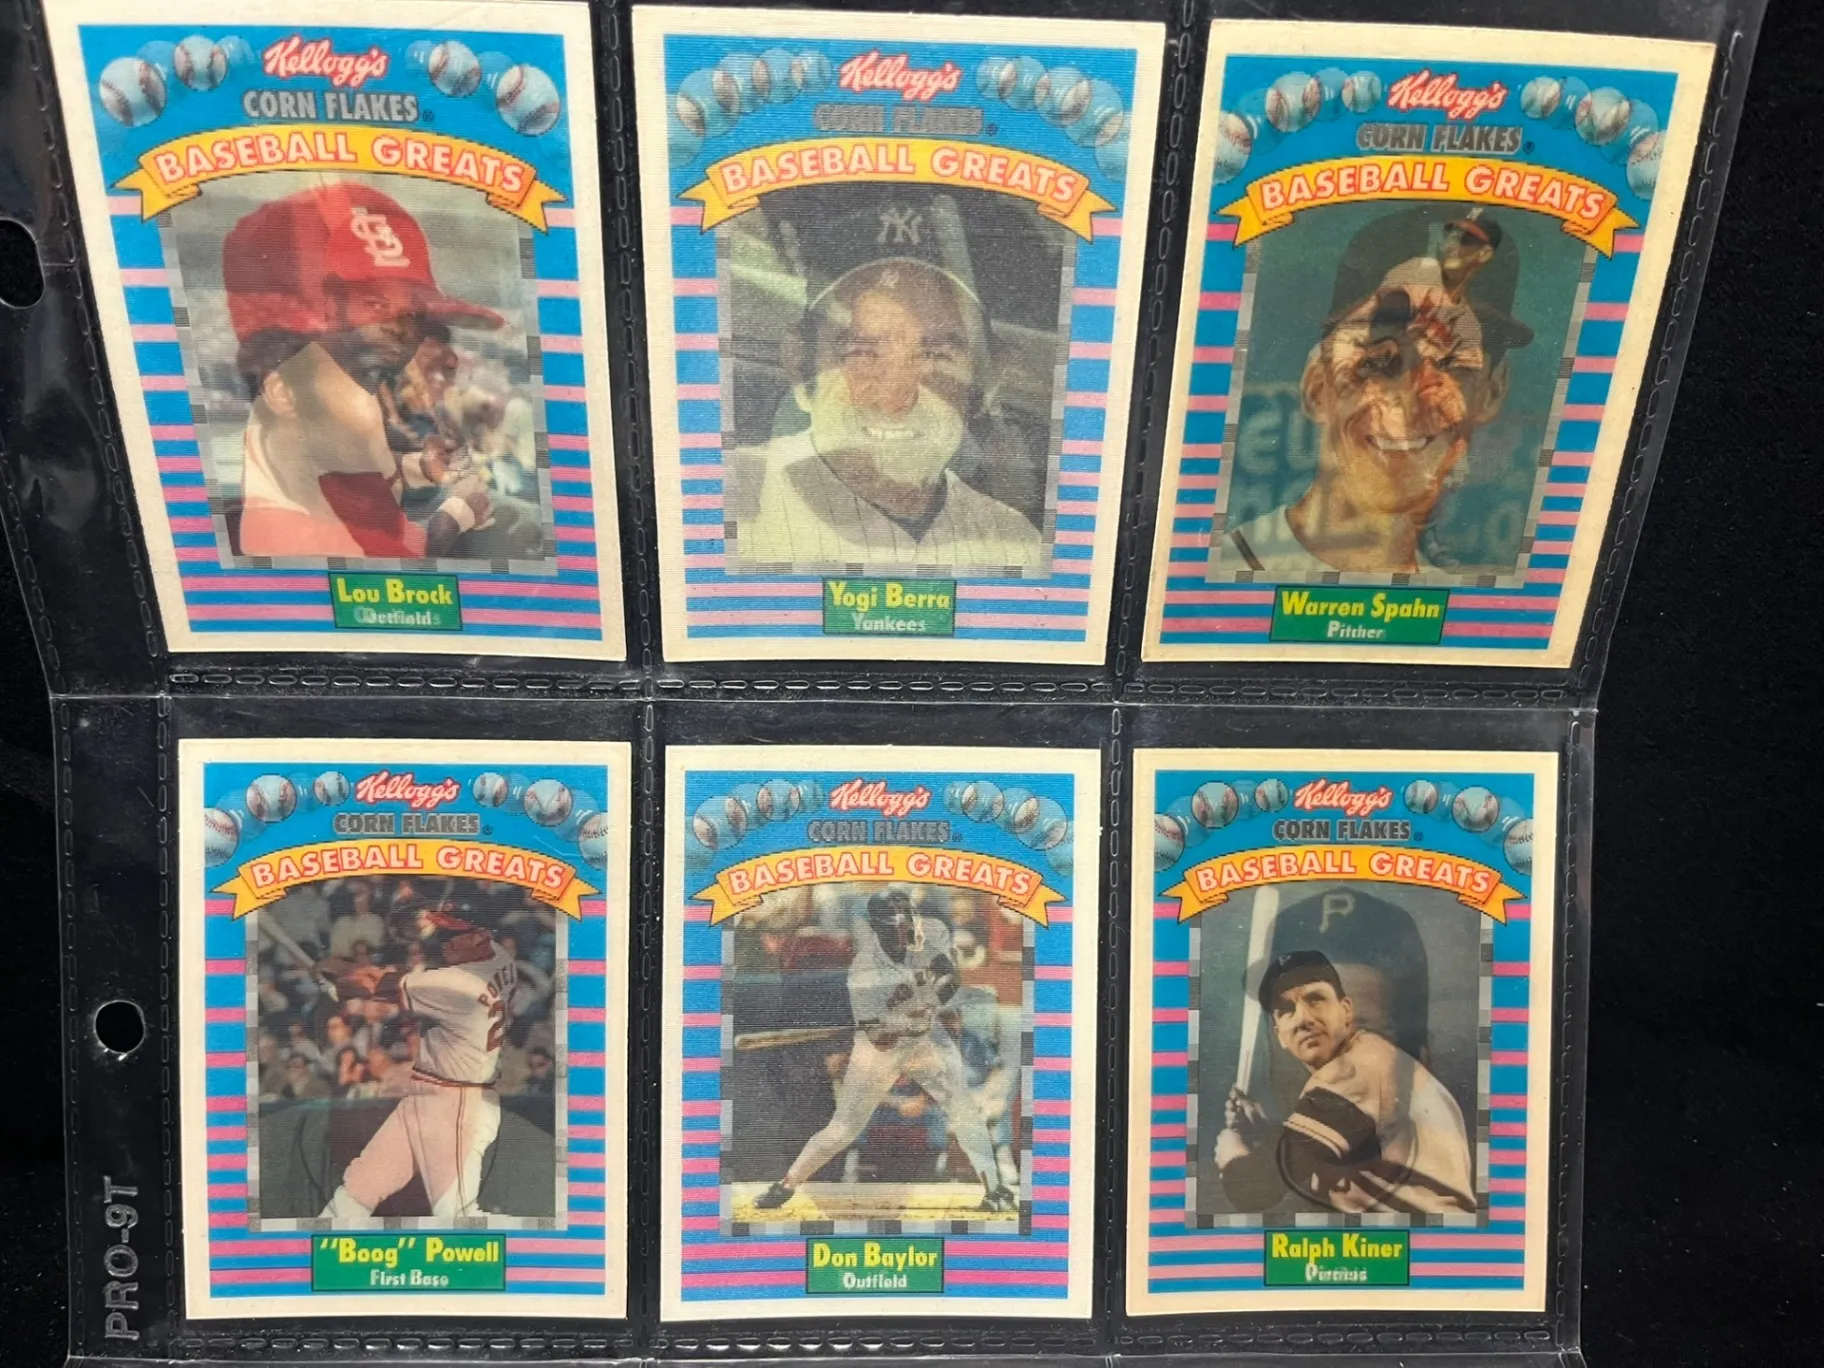 Kellogg's
CORN FLAKES®
BASEBALL GREATS
Lou Brock
Kellogg's
CORN FLAKES®
BASEBALL GREATS
NY
Yogi Berra
Yankees
Kellogg's
CORN FLAKES®
BASEBALL GREATS
Warren Spahn
Pitcher
Kellogg's
CORN FLAKES®
BASEBALL GREATS
"Boog" Powell
First Base
Kellogg's
CORN FLAKES®
BASEBALL GREATS
Don Baylor
Outfield
Kellogg's
CORN FLAKES®
BASEBALL GREATS
P
Ralph Kiner
PRO-9T